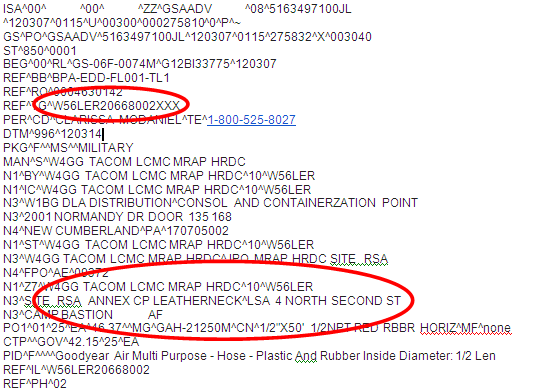 ISA^00^ ^00^ ^ZZ^GSAADV ^08^5163497100JL
^120307^0115^U^00300^000275810^0^P^~
GS^PO^GSAADV^5163497100JL^120307^0115^275832^X^003040
ST^850^0001
BEG^00^RL^GS-06F-0074M^G12BI33775^120307
REF^BB^BPA-EDD-FL001-TL1
REF^RQ^9004630142
REF^TG^W56LER20668002XXX
PER^CD^CLARISSA MCDANIEL^TE^1-800-525-8027
DTM^996^120314
PKG^F^^MS^^MILITARY
MAN^S^W4GG TACOM LCMC MRAP HRDC
N1^BY^W4GG TACOM LCMC MRAP HRDC^10^W56LER
N1^IC^W4GG TACOM LCMC MRAP HRDC^10^W56LER
N3^W1BG DLA DISTRIBUTION^CONSOL AND CONTAINERZATION POINT
N3^2001 NORMANDY DR DOOR 135 168
N4^NEW CUMBERLAND^PA^170705002
N1^ST^W4GG TACOM LCMC MRAP HRDC^10^W56LER
N3^W4GG TACOM LCMC MRAP HRDC^JPO MRAP HRDC SITE RSA
N4^FPO^AE^09372
N1^Z7^W4GG TACOM LCMC MRAP HRDC^10^W56LER
N3^SITE RSA ANNEX CP LEATHERNECK^LSA 4 NORTH SECOND ST
N3^CAMP BASTION AF
PO1^01^25^EA^46.37^^MG^GAH-21250M^CN^1/2"X50' 1/2NPT RED RBBR HORIZ^MF^none
CTP^^GOV^42.15^25^EA
PID^F^^^^Goodyear Air Multi Purpose - Hose - Plastic And Rubber Inside Diameter: 1/2 Len
REF^IL^W56LER20668002
REF^PH^02